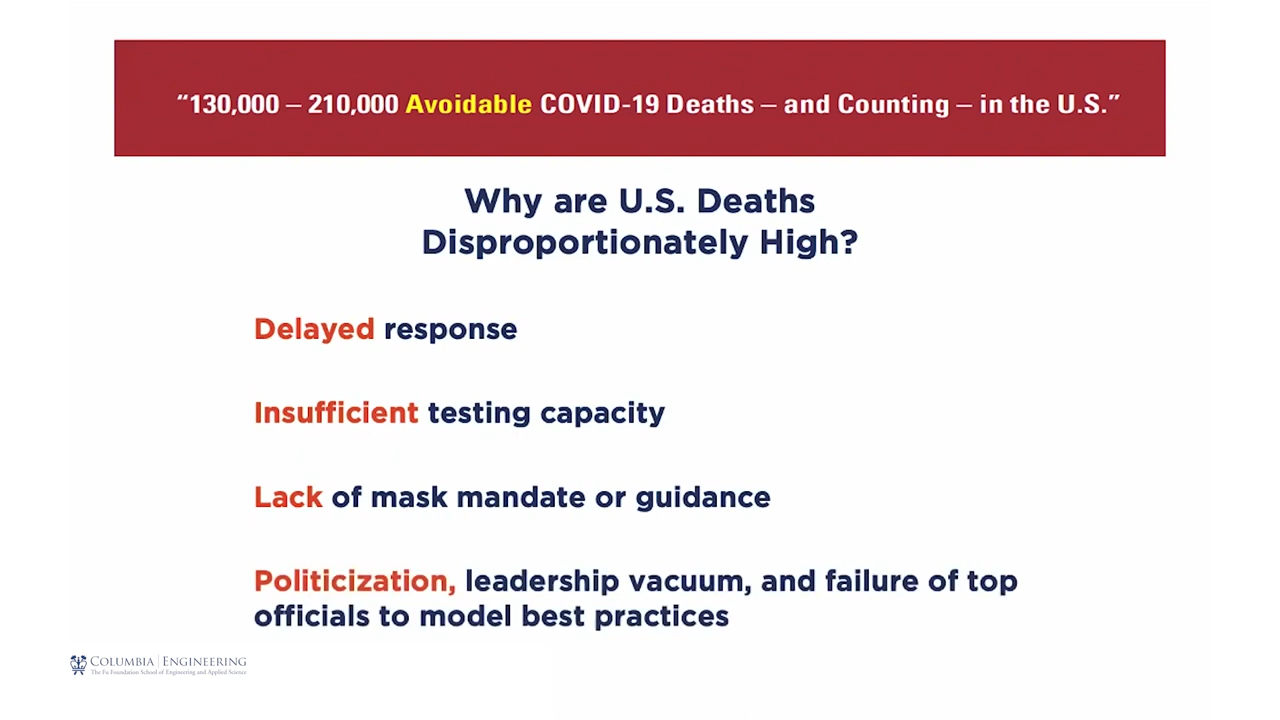 “130,000 – 210,000 Avoidable COVID-19 Deaths – and Counting – in the U.S.”
Why are U.S. Deaths
Disproportionately High?
Delayed response
Insufficient testing capacity
Lack of mask mandate or guidance
Politicization, leadership vacuum, and failure of top
officials to model best practices
COLUMBIA | ENGINEERING
The Fu Foundation School of Engineering and Applied Science